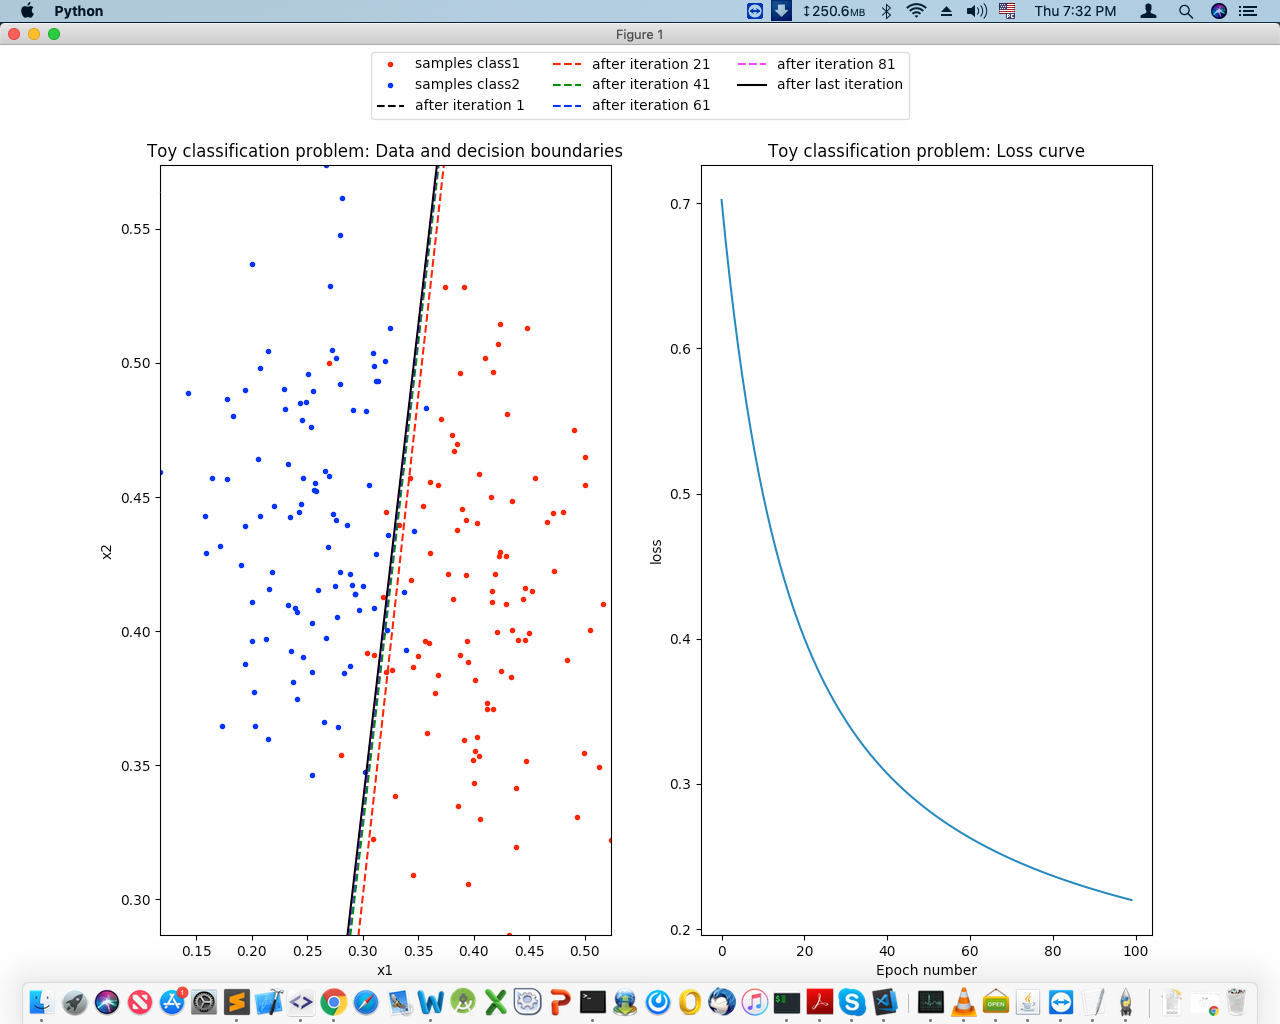 Python
250.6MB
Thu 7:32 PM
Figure 1
samples class1
samples class2
after iteration 1
after iteration 21
after iteration 41
after iteration 61
after iteration 81
after last iteration
Toy classification problem: Data and decision boundaries
0.55
0.50
0.45
0.40
0.35
0.30
x2
0.15 0.20 0.25 0.30 0.35 0.40 0.45 0.50
x1
Toy classification problem: Loss curve
0.7
0.6
0.5
0.4
0.3
0.2
loss
0 20 40 60 80 100
Epoch number
1
OPEN